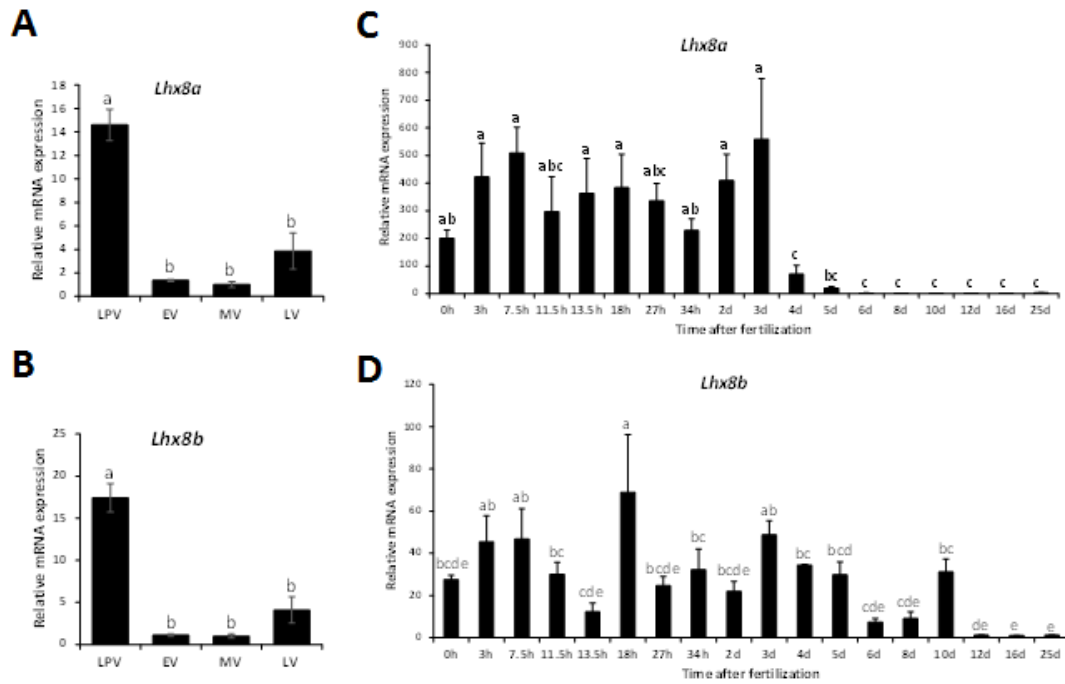 A
Lhx8a
Relative mRNA expression
18
16
14
12
10
8
6
4
2
0
a
b
b
b
LPV EV MV LV
B
Lhx8b
Relative mRNA expression
25
20
15
10
5
0
a
b
b
b
LPV EV MV LV
C
Lhx8a
Relative mRNA expression
900
800
700
600
500
400
300
200
100
0
ab a a abc a a abc ab a a c bc c c c c c c
0h 3h 7.5h 11.5h 13.5h 18h 27h 34h 2d 3d 4d 5d 6d 8d 10d 12d 16d 25d
Time after fertilization
D
Lhx8b
Relative mRNA expression
120
100
80
60
40
20
0
bcde ab ab bc cde a bcde bc bcde ab bc bcd cde cde bc de e e
0h 3h 7.5h 11.5h 13.5h 18h 27h 34h 2d 3d 4d 5d 6d 8d 10d 12d 16d 25d
Time after fertilization